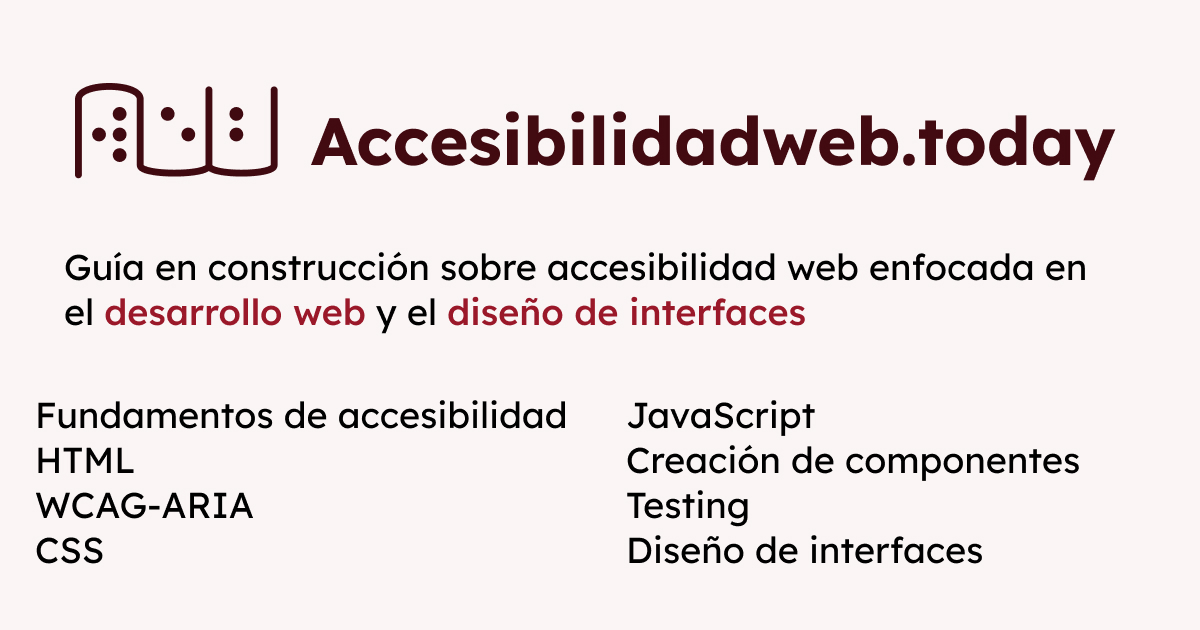 Accesibilidadweb.today
Guía en construcción sobre accesibilidad web enfocada en
el desarrollo web y el diseño de interfaces
Fundamentos de accesibilidad
HTML
WCAG-ARIA
CSS
JavaScript
Creación de componentes
Testing
Diseño de interfaces